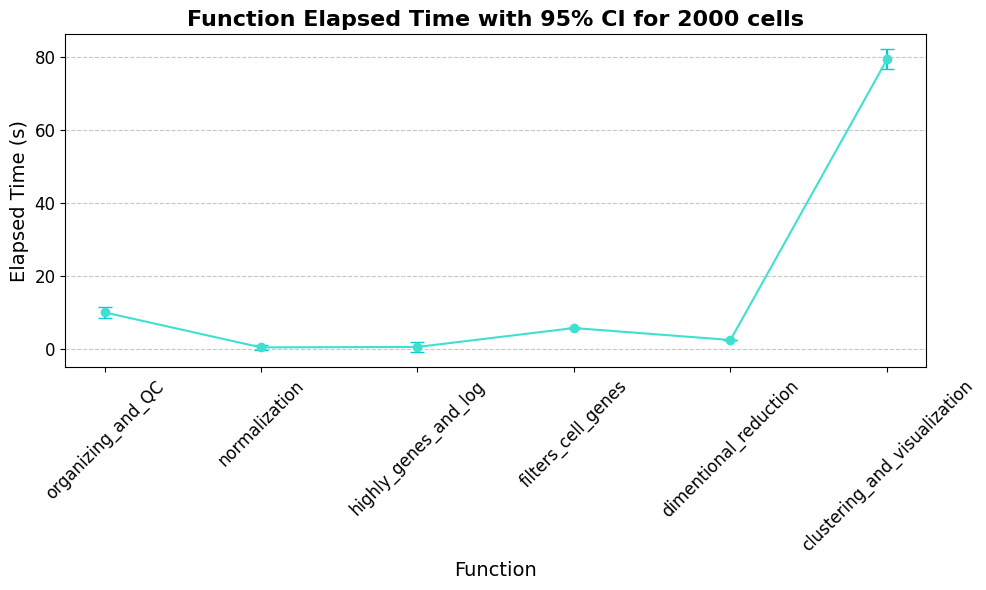 Function Elapsed Time with 95% CI for 2000 cells
Elapsed Time (s)
80
60
40
20
0
organizing_and_QC
normalization
highly_genes_and_log
filters_cell_genes
dimentional_reduction
clustering_and_visualization
Function